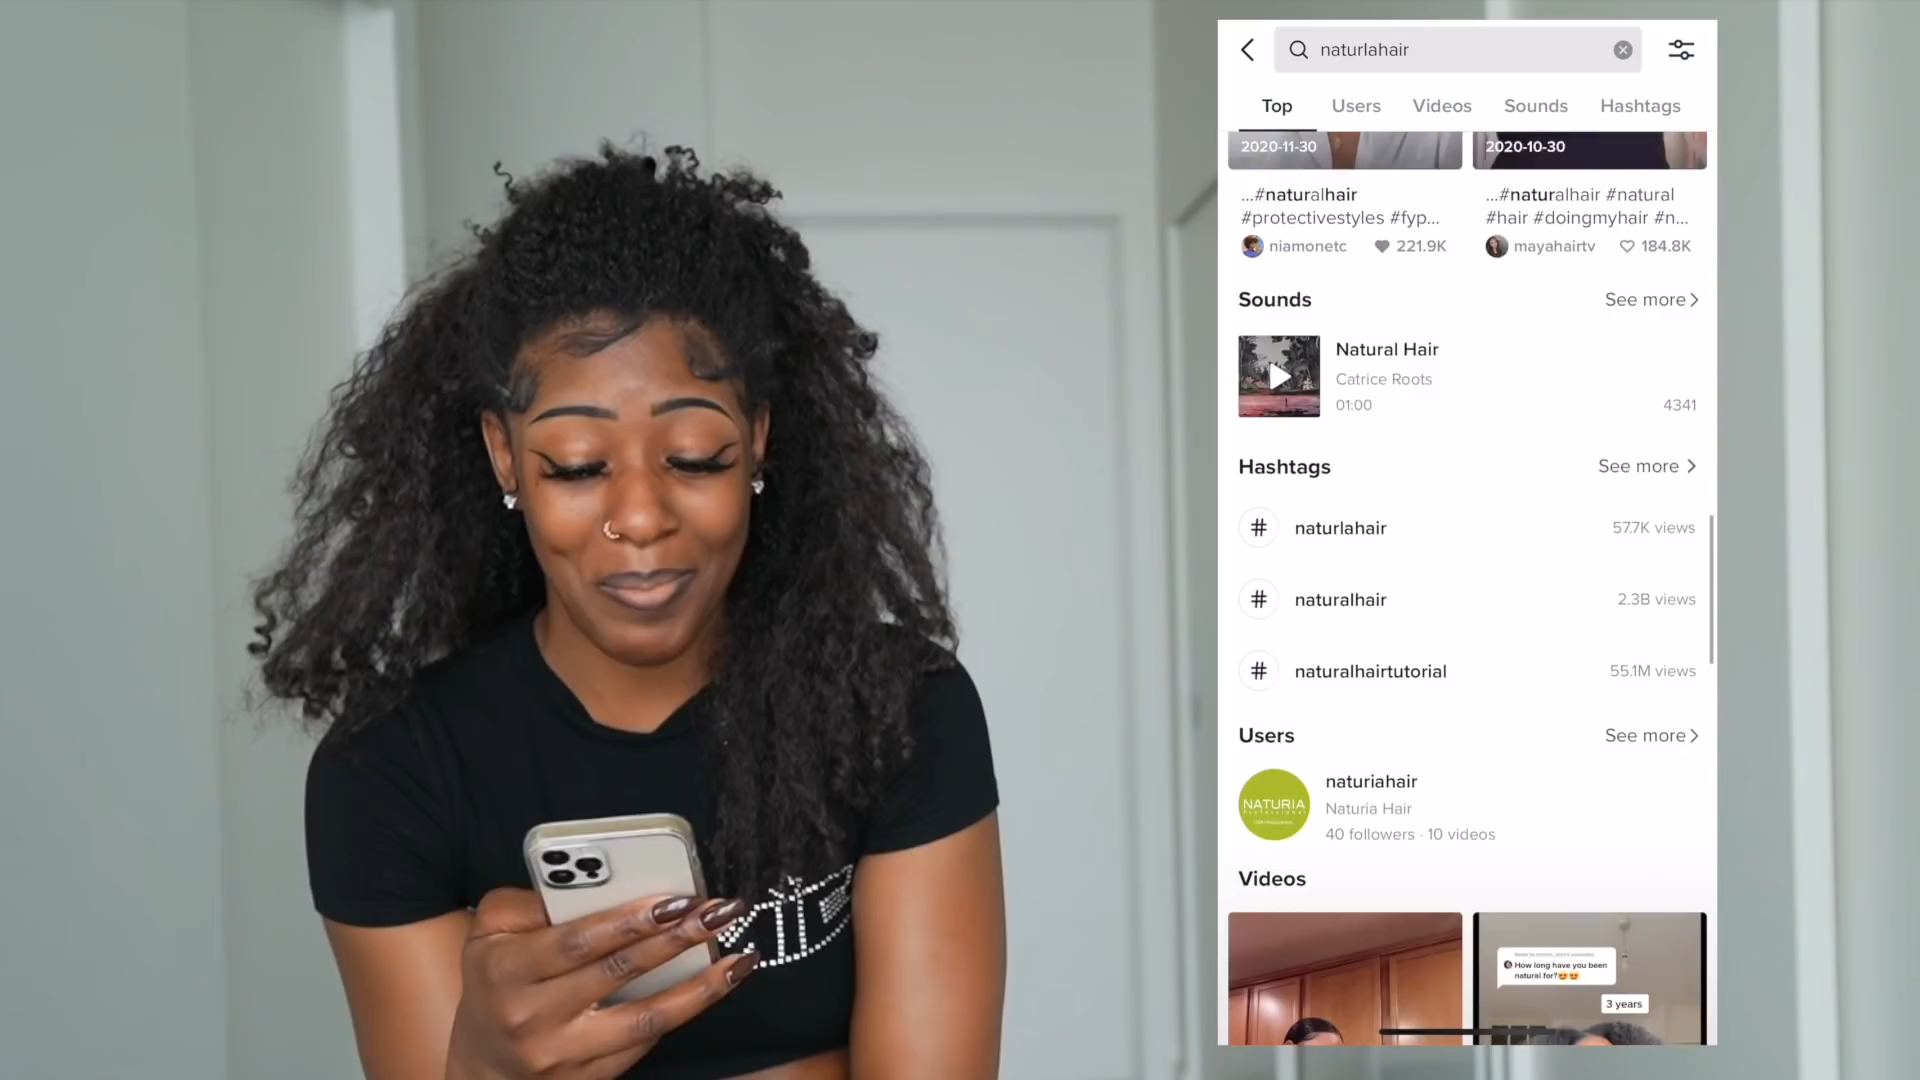 naturlahair
Top Users Videos Sounds Hashtags
2020-11-30
2020-10-30
...#naturalhair
#protectivestyles #fyp...
niamonetc 221.9K
...#naturalhair #natural
#hair #doingmyhair #n...
mayahairtv 184.8K
Sounds See more
Natural Hair
Catrice Roots
01:00 4341
Hashtags See more
# naturlahair 57.7K views
# naturalhair 2.3B views
# naturalhairtutorial 55.1M views
Users See more
NATURIA
naturiahair
Naturia Hair
40 followers · 10 videos
Videos
How long have you been
natural for?😍😍
3 years